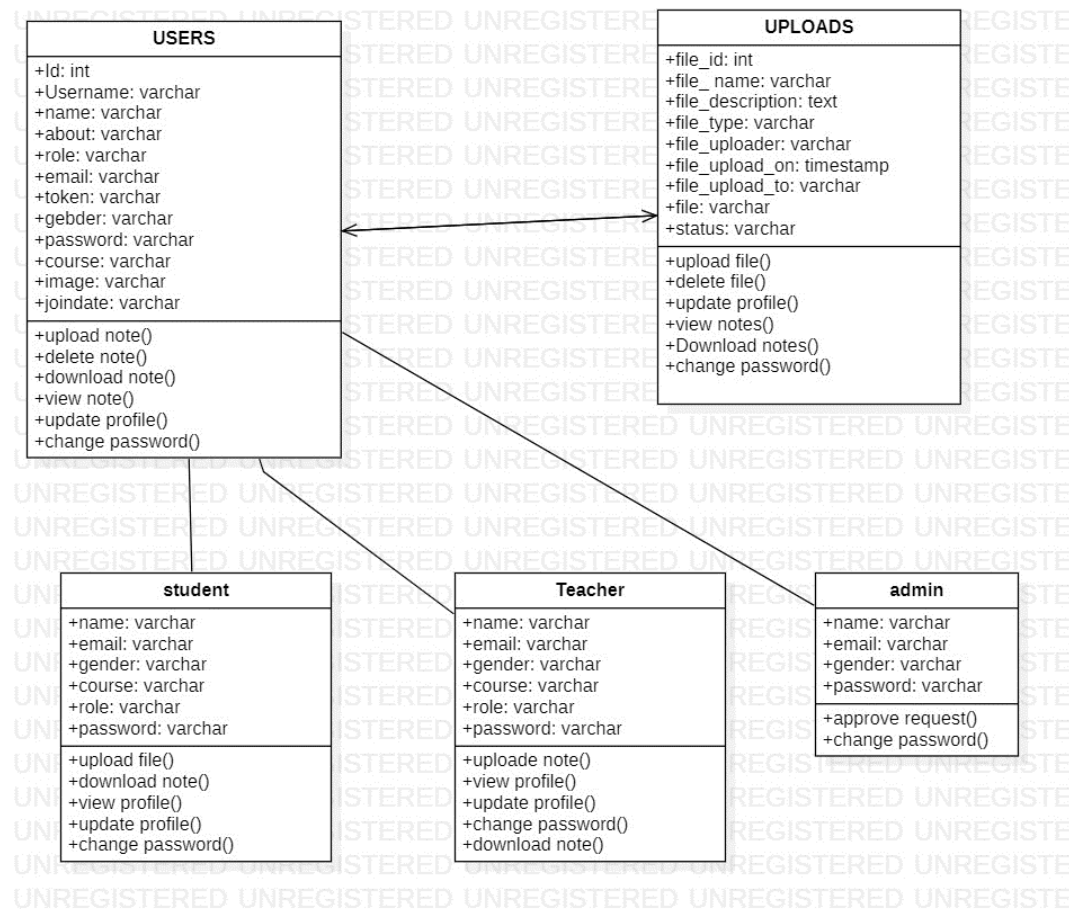 USERS
+Id: int
+Username: varchar
+name: varchar
+about: varchar
+role: varchar
+email: varchar
+token: varchar
+gebder: varchar
+password: varchar
+course: varchar
+image: varchar
+joindate: varchar
+upload note()
+delete note()
+download note()
+view note()
+update profile()
+change password()
UPLOADS
+file_id: int
+file_ name: varchar
+file_description: text
+file_type: varchar
+file_uploader: varchar
+file_upload_on: timestamp
+file_upload_to: varchar
+file: varchar
+status: varchar
+upload file()
+delete file()
+update profile()
+view notes()
+Download notes()
+change password()
student
+name: varchar
+email: varchar
+gender: varchar
+course: varchar
+role: varchar
+password: varchar
+upload file()
+download note()
+view profile()
+update profile()
+change password()
Teacher
+name: varchar
+email: varchar
+gender: varchar
+course: varchar
+role: varchar
+password: varchar
+uploade note()
+view profile()
+update profile()
+change password()
+download note()
admin
+name: varchar
+email: varchar
+gender: varchar
+password: varchar
+approve request()
+change password()
UNREGISTERED